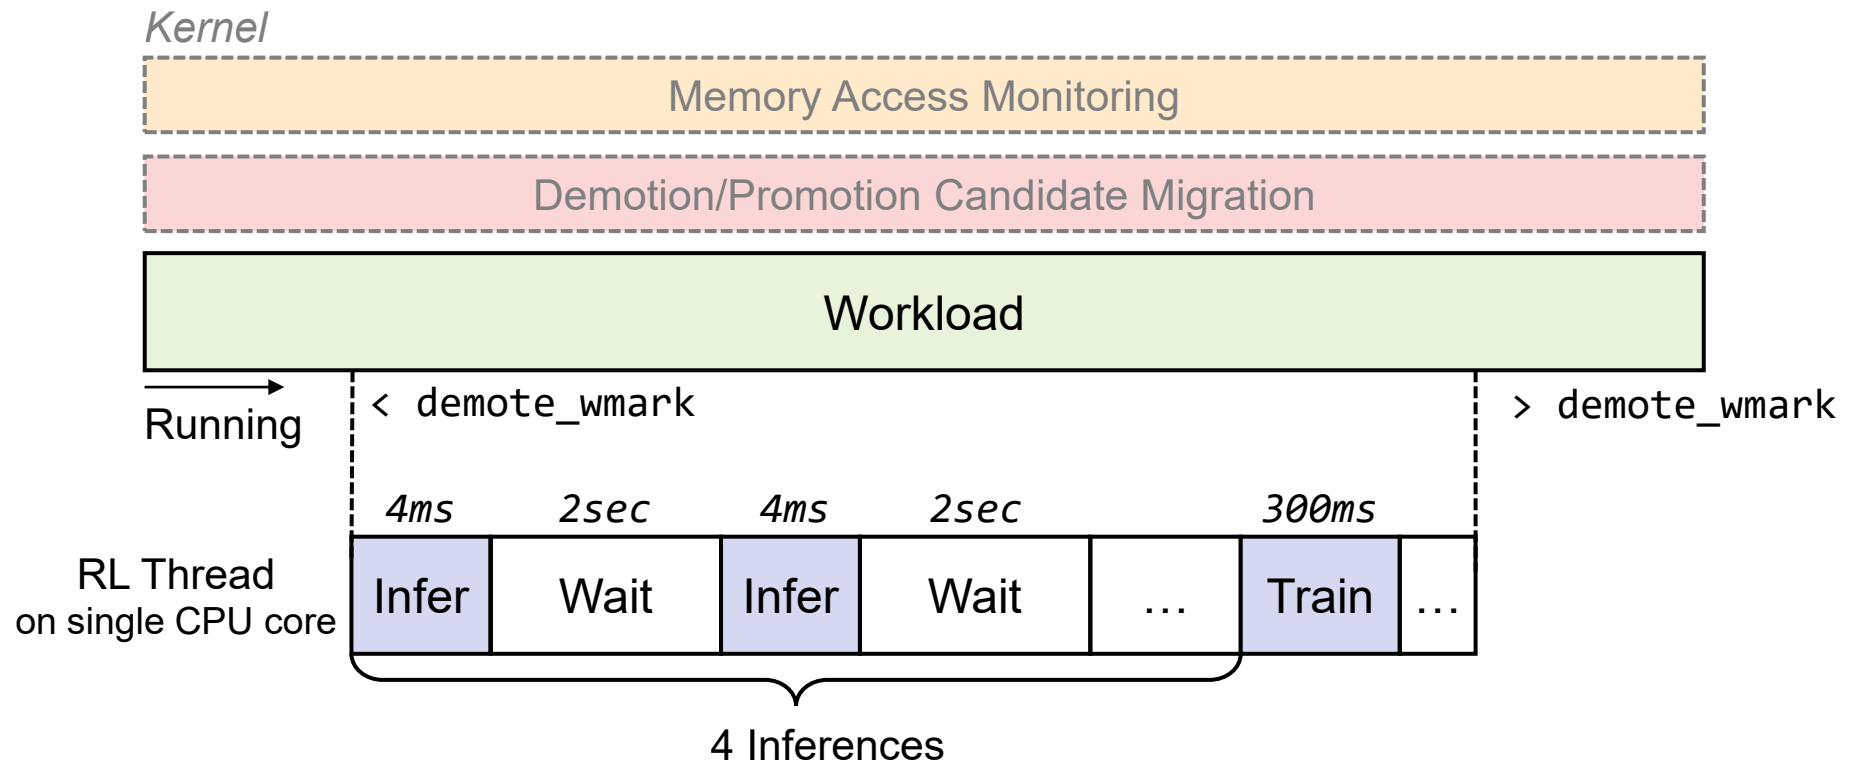 Kernel
Memory Access Monitoring
Demotion/Promotion Candidate Migration
Workload
Running
< demote_wmark
> demote_wmark
4ms
2sec
4ms
2sec
300ms
RL Thread
on single CPU core
Infer
Wait
Infer
Wait
...
Train
...
4 Inferences